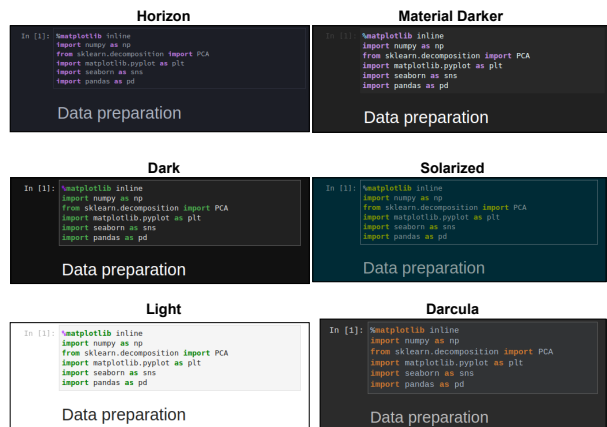 Horizon
In [1]: %matplotlib inline
import numpy as np
from sklearn.decomposition import PCA
import matplotlib.pyplot as plt
import seaborn as sns
import pandas as pd
Data preparation
Material Darker
In [1]: %matplotlib inline
import numpy as np
from sklearn.decomposition import PCA
import matplotlib.pyplot as plt
import seaborn as sns
import pandas as pd
Data preparation
Dark
In [1]: %matplotlib inline
import numpy as np
from sklearn.decomposition import PCA
import matplotlib.pyplot as plt
import seaborn as sns
import pandas as pd
Data preparation
Solarized
In [1]: %matplotlib inline
import numpy as np
from sklearn.decomposition import PCA
import matplotlib.pyplot as plt
import seaborn as sns
import pandas as pd
Data preparation
Light
In [1]: %matplotlib inline
import numpy as np
from sklearn.decomposition import PCA
import matplotlib.pyplot as plt
import seaborn as sns
import pandas as pd
Data preparation
Darcula
In [1]: %matplotlib inline
import numpy as np
from sklearn.decomposition import PCA
import matplotlib.pyplot as plt
import seaborn as sns
import pandas as pd
Data preparation